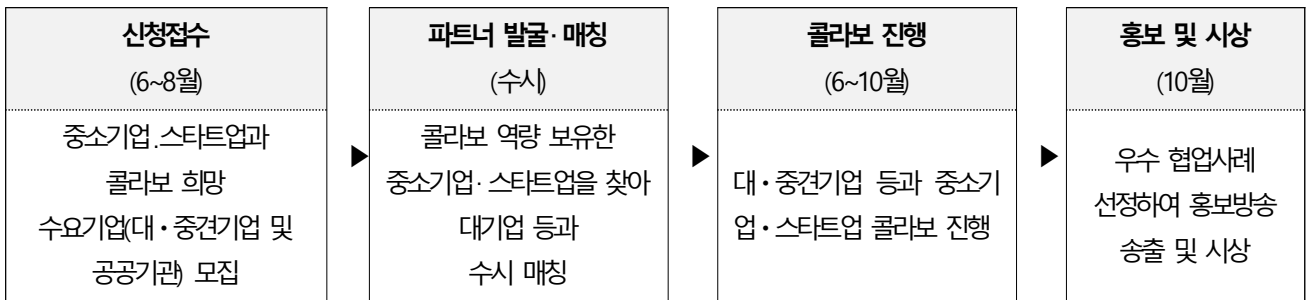 신청접수
(6~8월)
중소기업․스타트업과
콜라보 희망
수요기업(대・중견기업 및
공공기관) 모집
▶
파트너 발굴· 매칭
(수시)
콜라보 역량 보유한
중소기업· 스타트업을 찾아
대기업 등과
수시 매칭
▶
콜라보 진행
(6~10월)
대・중견기업 등과 중소기
업・스타트업 콜라보 진행
▶
홍보 및 시상
(10월)
우수 협업사례
선정하여 홍보방송
송출 및 시상